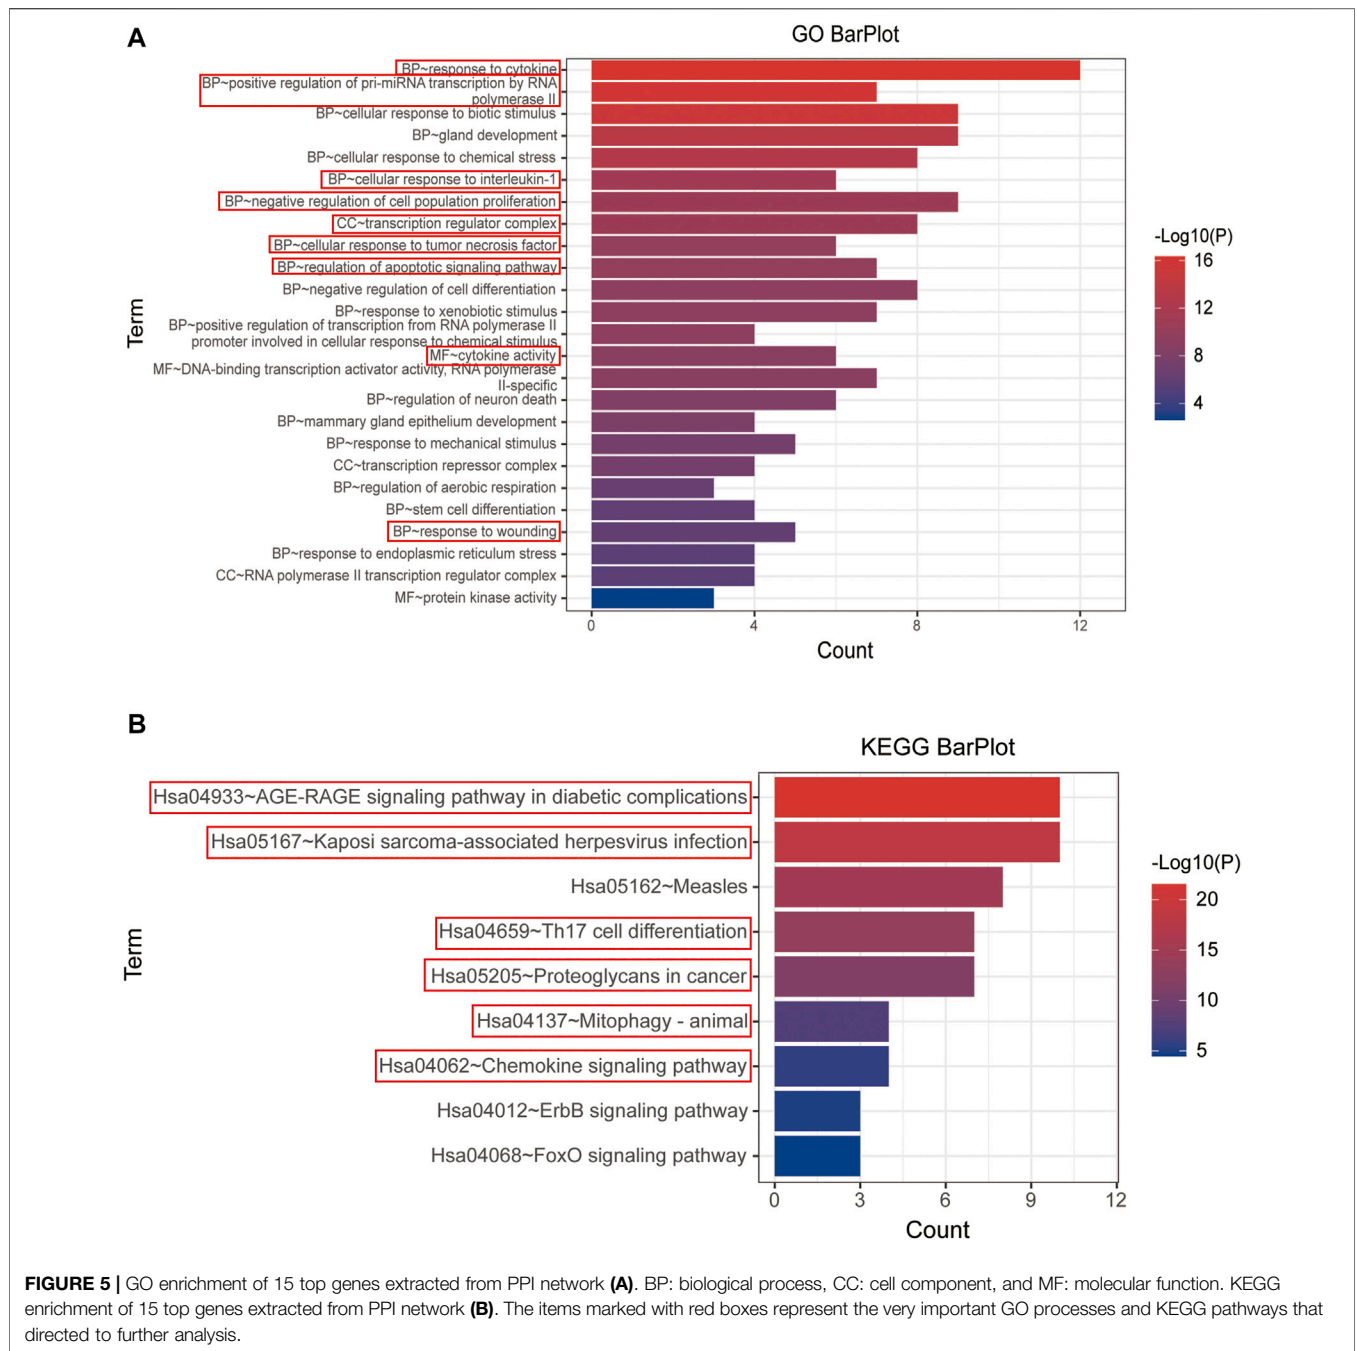 A
GO BarPlot
BP~response to cytokine
BP~positive regulation of pri-miRNA transcription by RNA
polymerase II
BP~cellular response to biotic stimulus
BP~gland development
BP~cellular response to chemical stress
BP~cellular response to interleukin-1
BP~negative regulation of cell population proliferation
CC~transcription regulator complex
BP~cellular response to tumor necrosis factor
BP~regulation of apoptotic signaling pathway
BP~negative regulation of cell differentiation
BP~response to xenobiotic stimulus
BP~positive regulation of transcription from RNA polymerase II
promoter involved in cellular response to chemical stimulus
MF~cytokine activity
MF~DNA-binding transcription activator activity, RNA polymerase
II-specific
BP~regulation of neuron death
BP~mammary gland epithelium development
BP~response to mechanical stimulus
CC~transcription repressor complex
BP~regulation of aerobic respiration
BP~stem cell differentiation
BP~response to wounding
BP~response to endoplasmic reticulum stress
CC~RNA polymerase II transcription regulator complex
MF~protein kinase activity
Term
0 4 8 12
Count
-Log10(P)
16
12
8
4
B
KEGG BarPlot
Hsa04933~AGE-RAGE signaling pathway in diabetic complications
Hsa05167~Kaposi sarcoma-associated herpesvirus infection
Hsa05162~Measles
Hsa04659~Th17 cell differentiation
Hsa05205~Proteoglycans in cancer
Hsa04137~Mitophagy - animal
Hsa04062~Chemokine signaling pathway
Hsa04012~ErbB signaling pathway
Hsa04068~FoxO signaling pathway
Term
0 3 6 9 12
Count
-Log10(P)
20
15
10
5
FIGURE 5 | GO enrichment of 15 top genes extracted from PPI network (A). BP: biological process, CC: cell component, and MF: molecular function. KEGG
enrichment of 15 top genes extracted from PPI network (B). The items marked with red boxes represent the very important GO processes and KEGG pathways that
directed to further analysis.